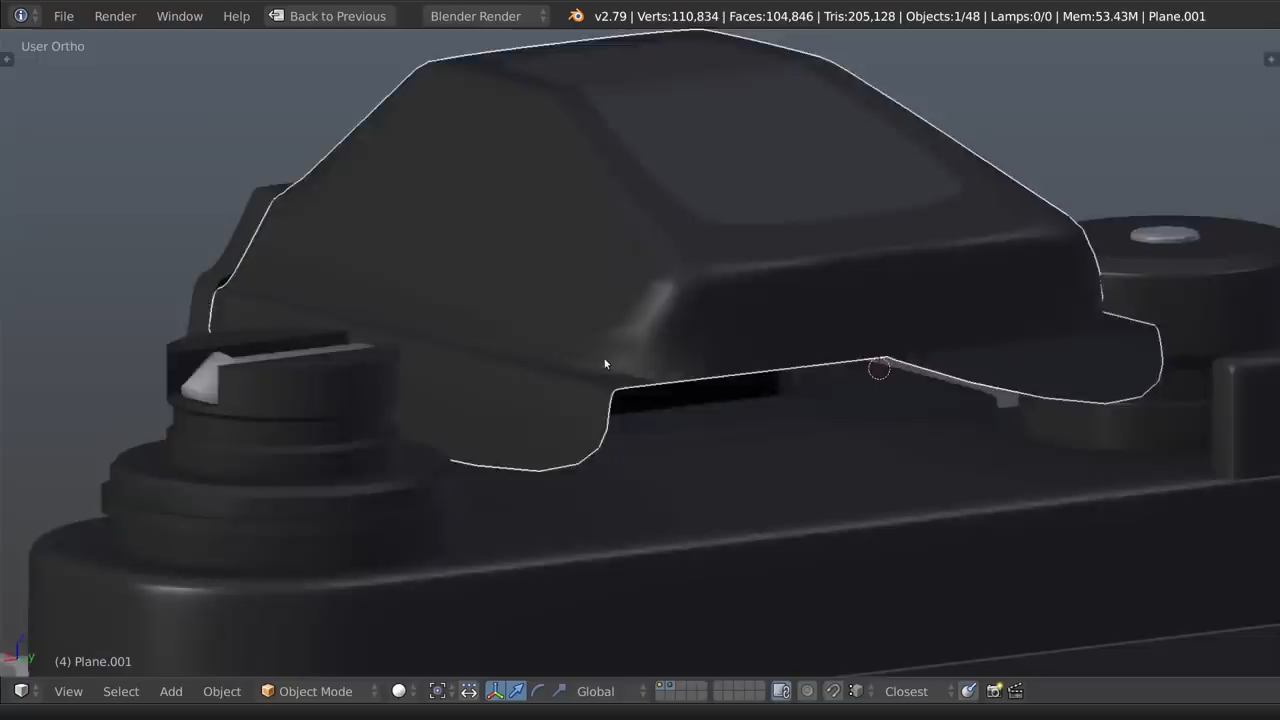 File Render Window Help Back to Previous Blender Render v2.79 | Verts:110,834 | Faces:104,846 | Tris:205,128 | Objects:1/48 | Lamps:0/0 | Mem:53.43M | Plane.001
User Ortho
z
y
(4) Plane.001
View Select Add Object Object Mode Global Closest